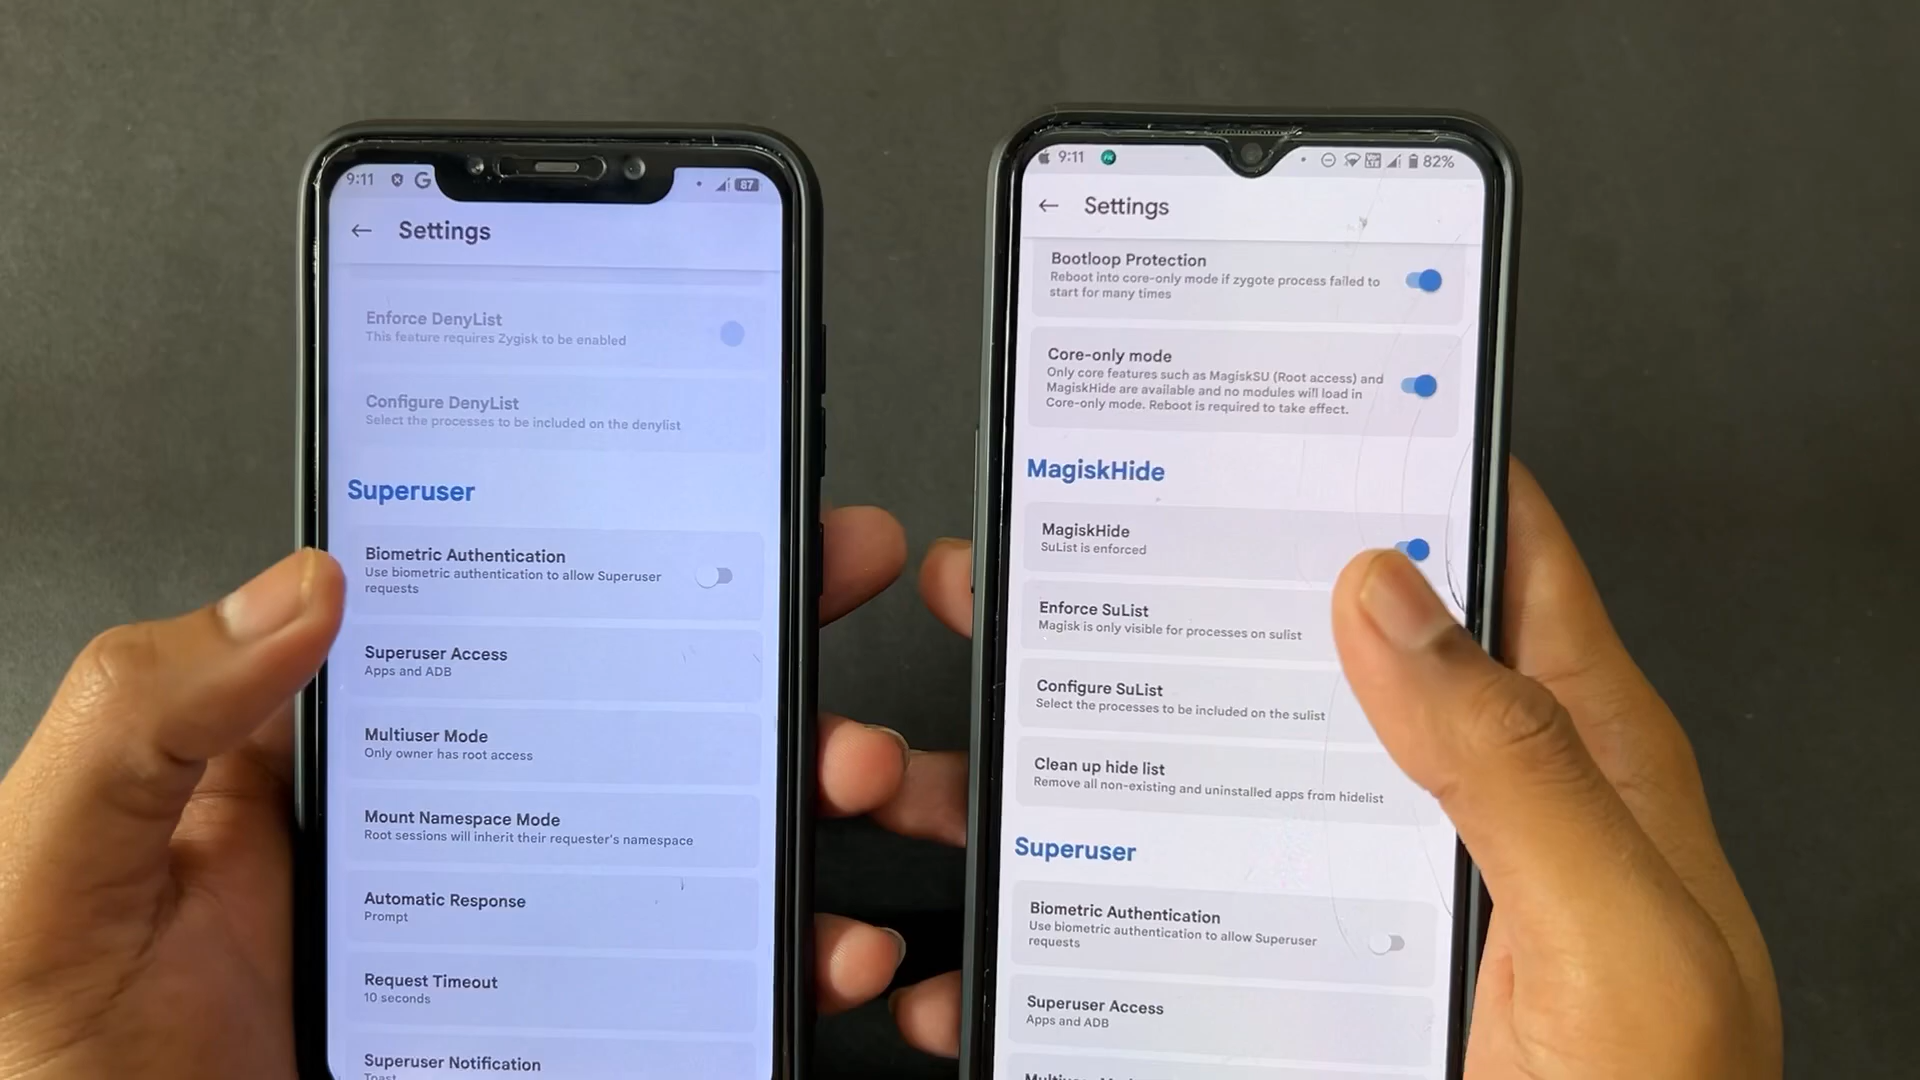 9:11
G
87
Settings
Enforce DenyList
This feature requires Zygisk to be enabled
Configure DenyList
Select the processes to be included on the denylist
Superuser
Biometric Authentication
Use biometric authentication to allow Superuser
requests
Superuser Access
Apps and ADB
Multiuser Mode
Only owner has root access
Mount Namespace Mode
Root sessions will inherit their requester's namespace
Automatic Response
Prompt
Request Timeout
10 seconds
Superuser Notification
Toast
9:11
82%
Settings
Bootloop Protection
Reboot into core-only mode if zygote process failed to
start for many times
Core-only mode
Only core features such as MagiskSU (Root access) and
MagiskHide are available and no modules will load in
Core-only mode. Reboot is required to take effect.
MagiskHide
MagiskHide
SuList is enforced
Enforce SuList
Magisk is only visible for processes on sulist
Configure SuList
Select the processes to be included on the sulist
Clean up hide list
Remove all non-existing and uninstalled apps from hidelist
Superuser
Biometric Authentication
Use biometric authentication to allow Superuser
requests
Superuser Access
Apps and ADB